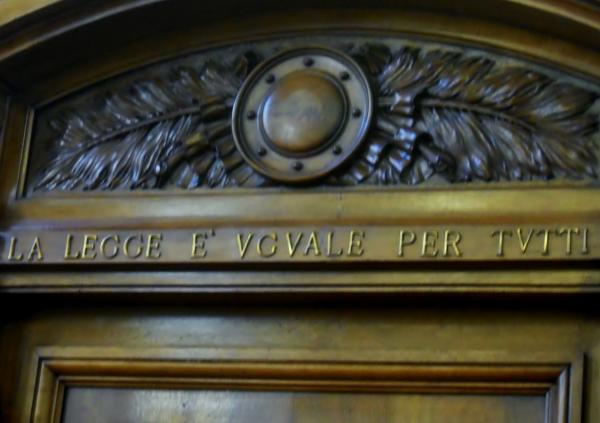 LA LEGGE E' VGVALE PER TVTTI